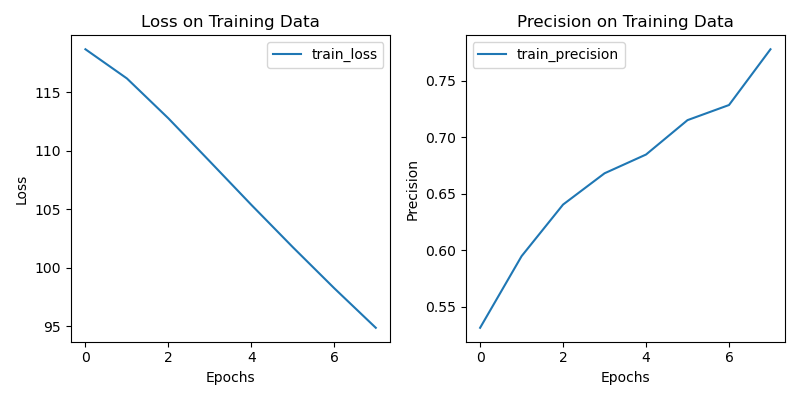 Loss on Training Data
train_loss
115
110
105
100
95
0 2 4 6
Loss
Epochs
Precision on Training Data
train_precision
0.75
0.70
0.65
0.60
0.55
0 2 4 6
Precision
Epochs